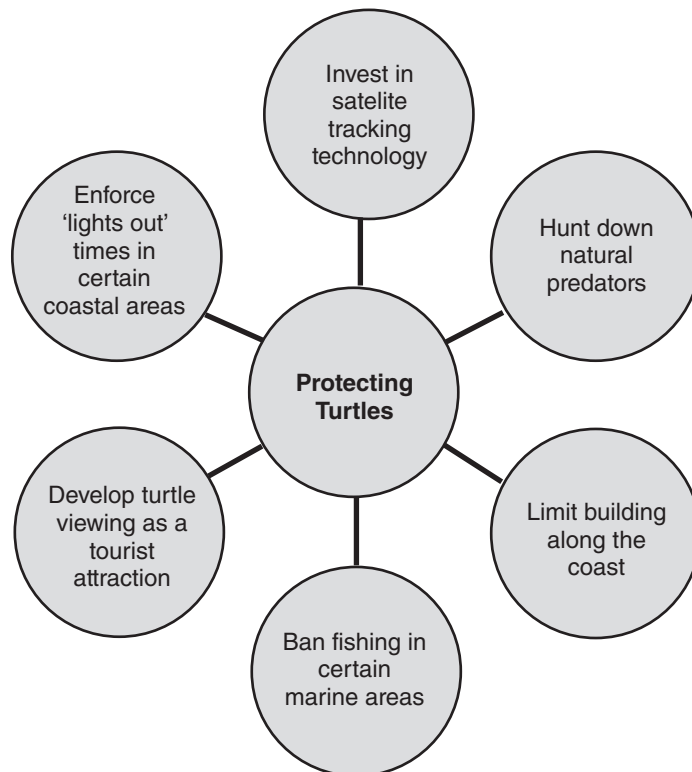 Invest in
satelite
tracking
technology
Enforce
‘lights out’
times in
certain
coastal areas
Hunt down
natural
predators
Protecting
Turtles
Develop turtle
viewing as a
tourist
attraction
Limit building
along the
coast
Ban fishing in
certain
marine areas